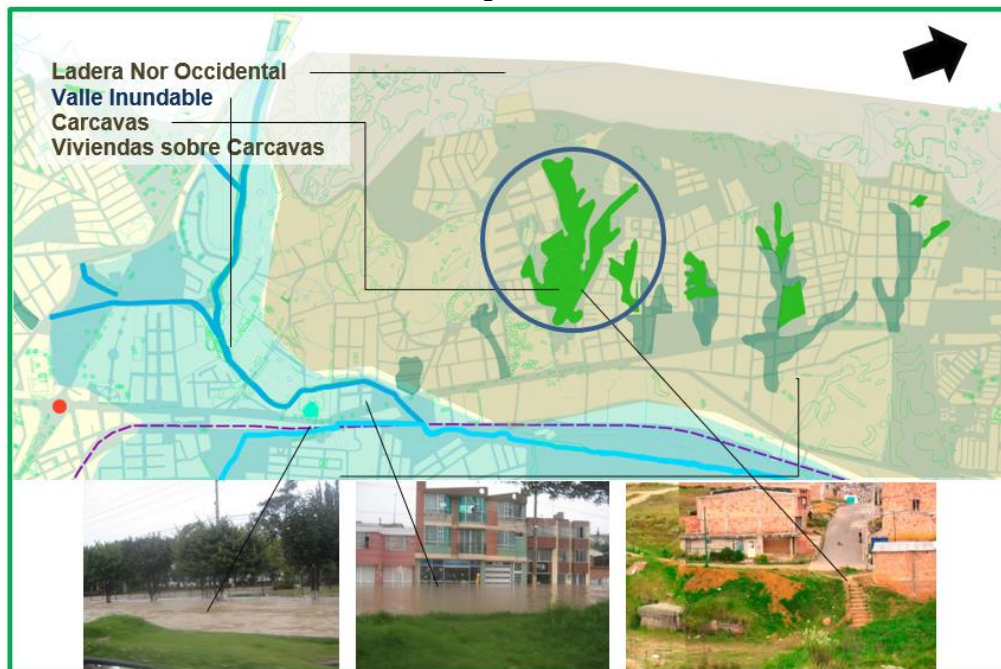 Ladera Nor Occidental
Valle Inundable
Carcavas
Viviendas sobre Carcavas